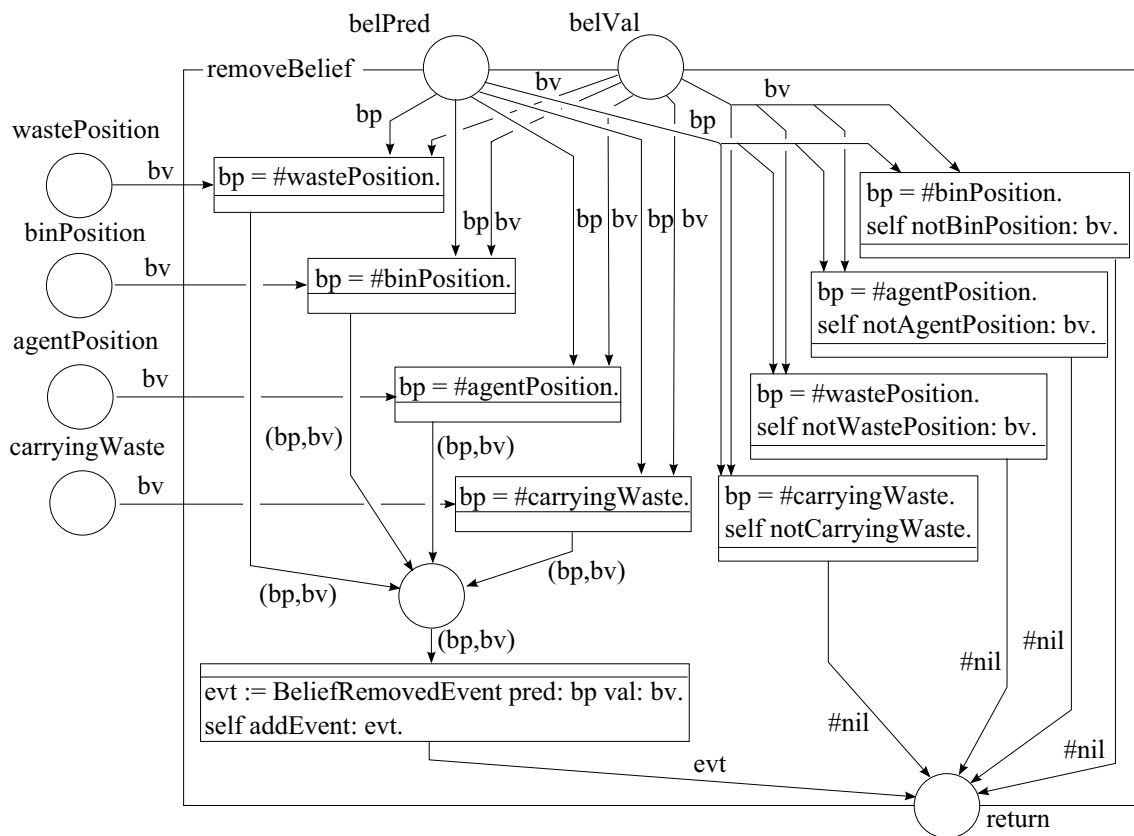 belPred
belVal
removeBelief
bv
bv
bp
bp
wastePosition
bv
bp = #wastePosition.
bp = #binPosition.
self notBinPosition: bv.
binPosition
bp bv
bp bv
bp bv
bv
bp = #binPosition.
bp = #agentPosition.
self notAgentPosition: bv.
agentPosition
bv
bp = #agentPosition.
bp = #wastePosition.
self notWastePosition: bv.
(bp,bv)
(bp,bv)
carryingWaste
bv
bp = #carryingWaste.
bp = #carryingWaste.
self notCarryingWaste.
(bp,bv)
(bp,bv)
(bp,bv)
evt := BeliefRemovedEvent pred: bp val: bv.
self addEvent: evt.
#nil
#nil
#nil
#nil
evt
return